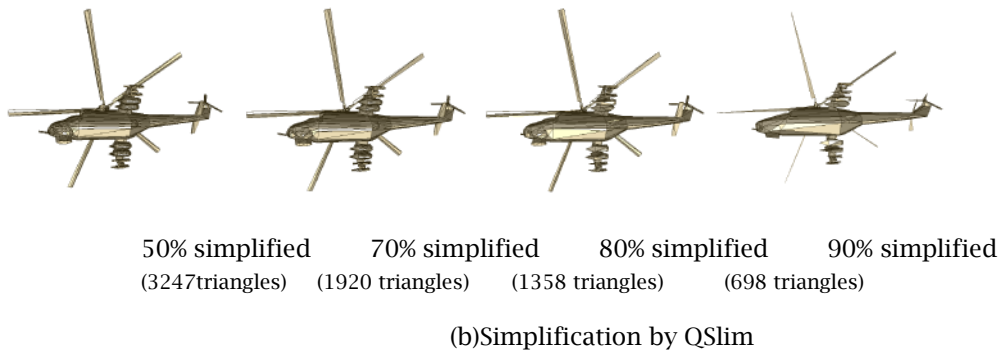 50% simplified 70% simplified 80% simplified 90% simplified
(3247triangles) (1920 triangles) (1358 triangles) (698 triangles)
(b)Simplification by QSlim